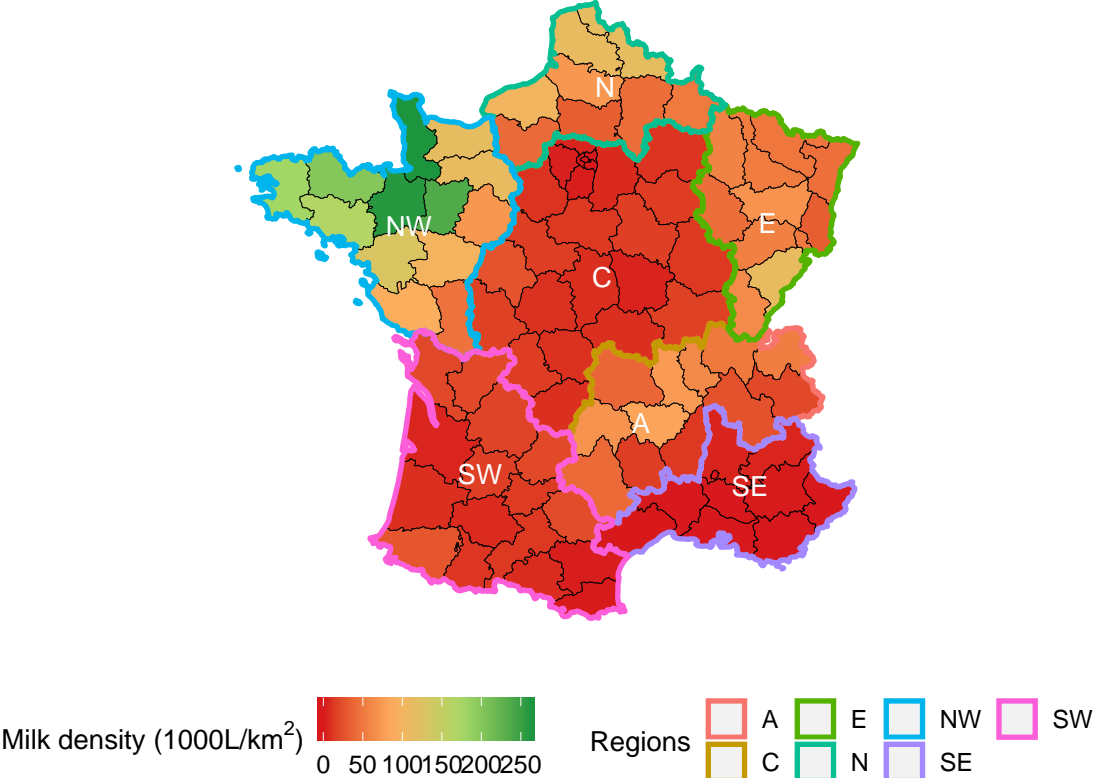 N
NW
E
C
A
SW
SE
Milk density (1000L/km²)
0 50 100150200250
Regions
A E NW SW
C N SE